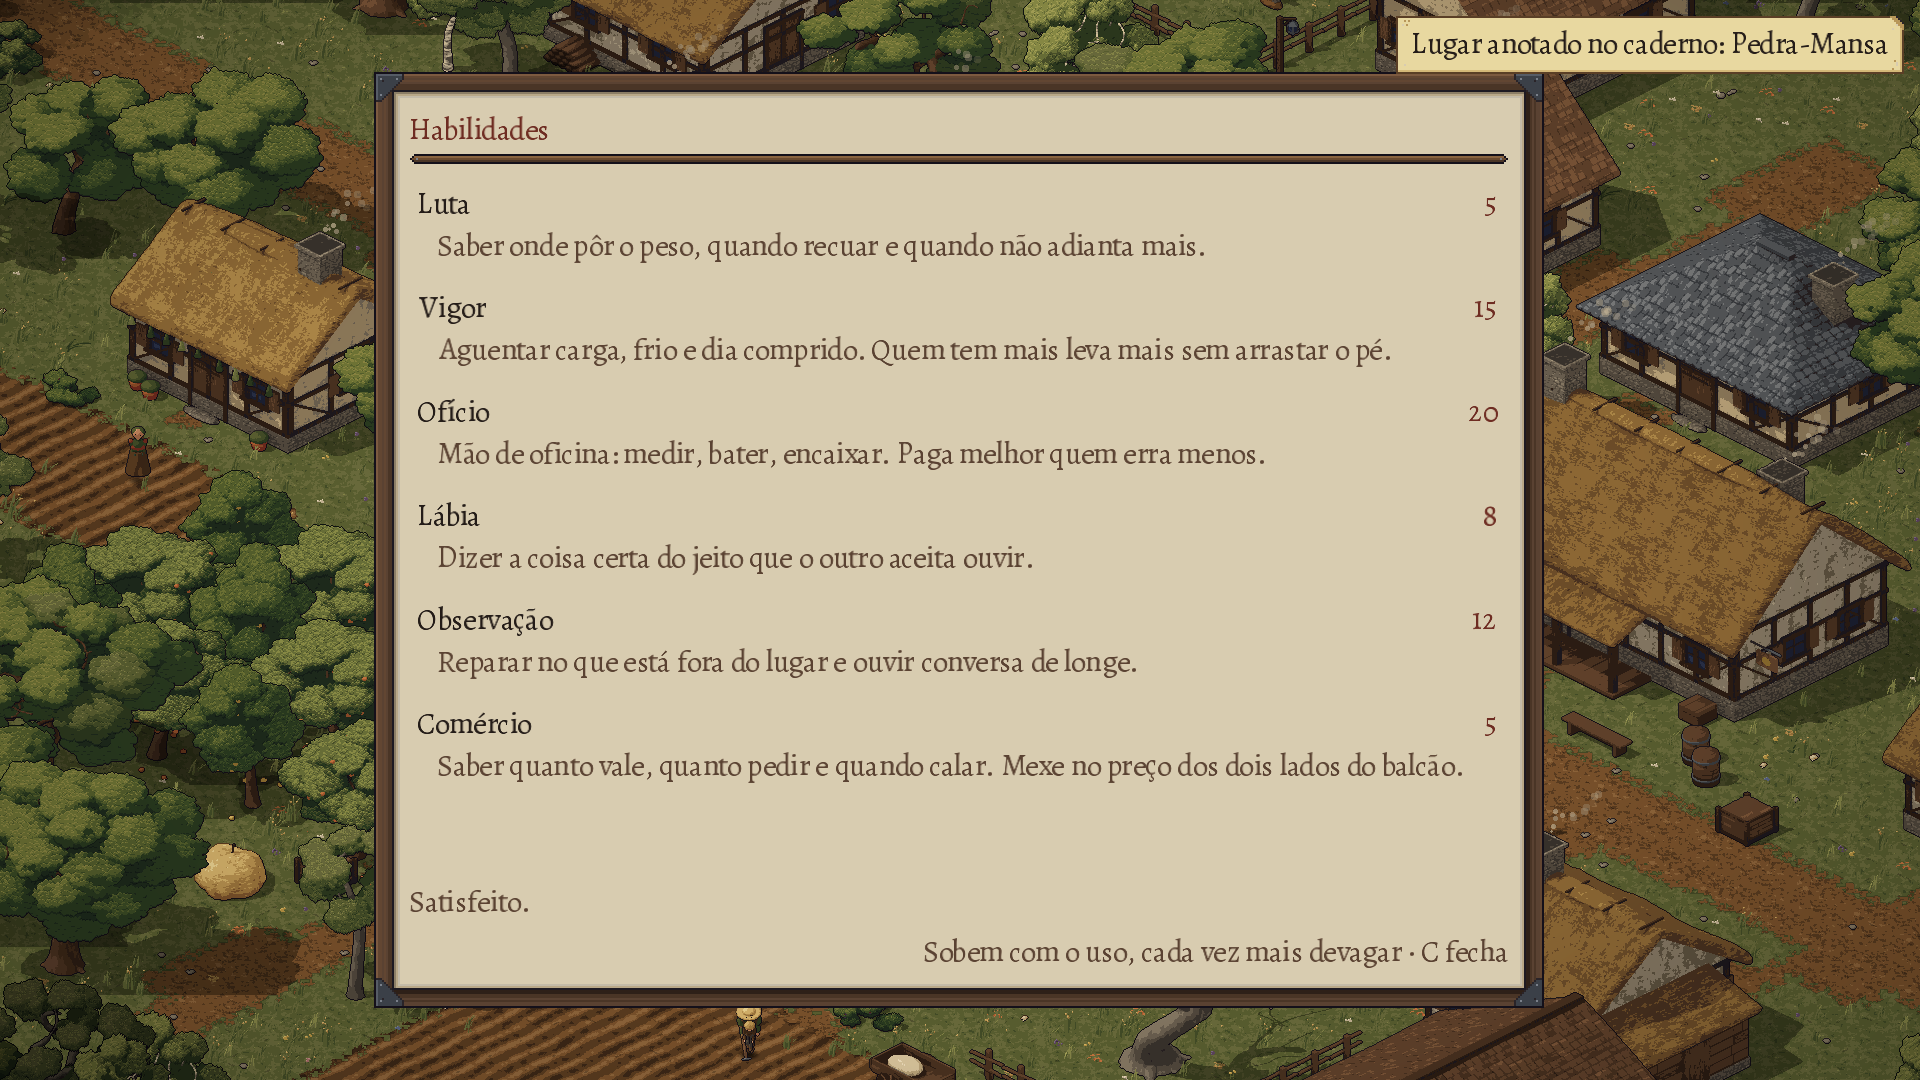 Lugar anotado no caderno: Pedra-Mansa
Habilidades
Luta 5
Saber onde pôr o peso, quando recuar e quando não adianta mais.
Vigor 15
Aguentar carga, frio e dia comprido. Quem tem mais leva mais sem arrastar o pé.
Ofício 20
Mão de oficina: medir, bater, encaixar. Paga melhor quem erra menos.
Lábia 8
Dizer a coisa certa do jeito que o outro aceita ouvir.
Observação 12
Reparar no que está fora do lugar e ouvir conversa de longe.
Comércio 5
Saber quanto vale, quanto pedir e quando calar. Mexe no preço dos dois lados do balcão.
Satisfeito.
Sobem com o uso, cada vez mais devagar · C fecha